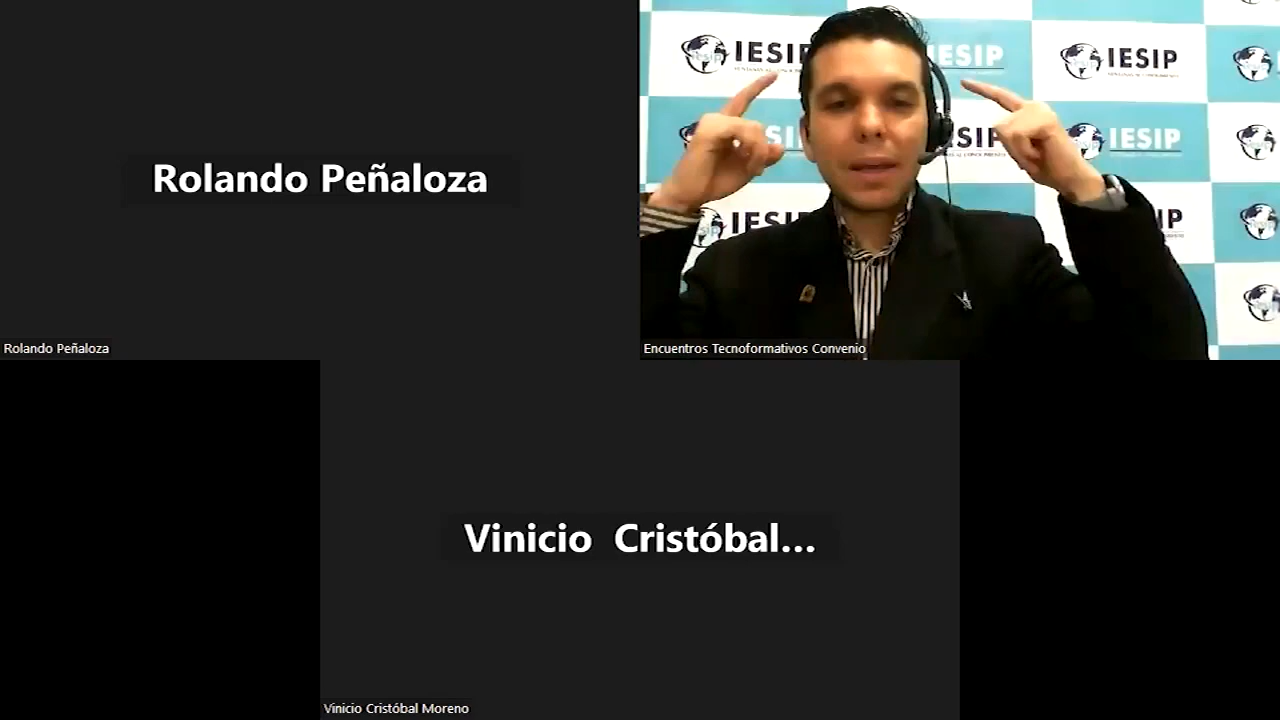 Rolando Peñaloza
Rolando Peñaloza
IESIP
IESIP
IESIP
IESIP
IESIP
IESIP
Encuentros Tecnoformativos Convenio
Vinicio Cristóbal...
Vinicio Cristóbal Moreno